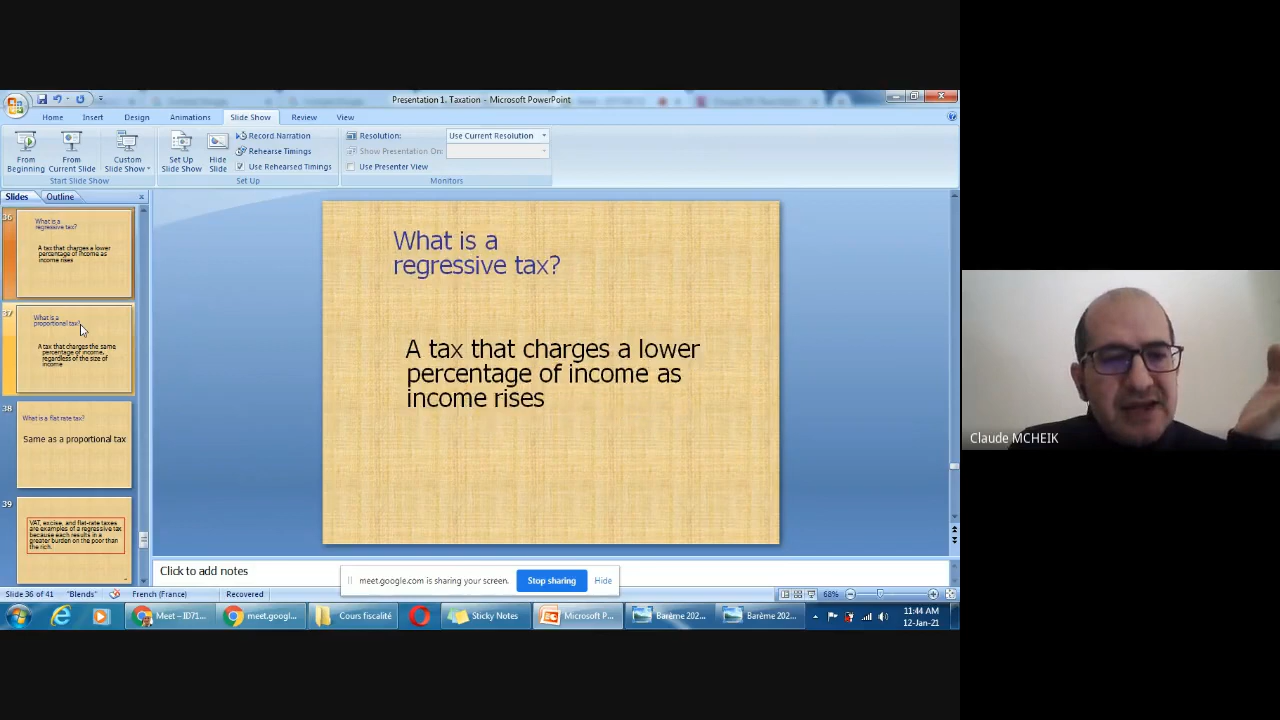 Presentation 1. Taxation - Microsoft PowerPoint
Home Insert Design Animations Slide Show Review View
From Beginning
From Current Slide
Custom Slide Show
Start Slide Show
Set Up Slide Show
Hide Slide
Record Narration
Rehearse Timings
Use Rehearsed Timings
Set Up
Resolution: Use Current Resolution
Show Presentation On:
Use Presenter View
Monitors
Slides Outline
36
What is a
regressive tax?
A tax that charges a lower
percentage of income as
income rises
37
What is a
proportional tax?
A tax that charges the same
percentage of income,
regardless of the size of
income
38
What is a flat rate tax?
Same as a proportional tax
39
VAT, excise, and flat-rate taxes
are examples of a regressive tax
because each results in a
greater burden on the poor than
the rich.
What is a
regressive tax?
A tax that charges a lower
percentage of income as
income rises
Claude MCHEIK
Click to add notes
meet.google.com is sharing your screen. Stop sharing Hide
Slide 36 of 41 "Blends" French (France) Recovered 68%
Meet – ID71... meet.googl... Cours fiscalité Sticky Notes Microsoft P... Barème 202... Barème 202...
11:44 AM
12-Jan-21